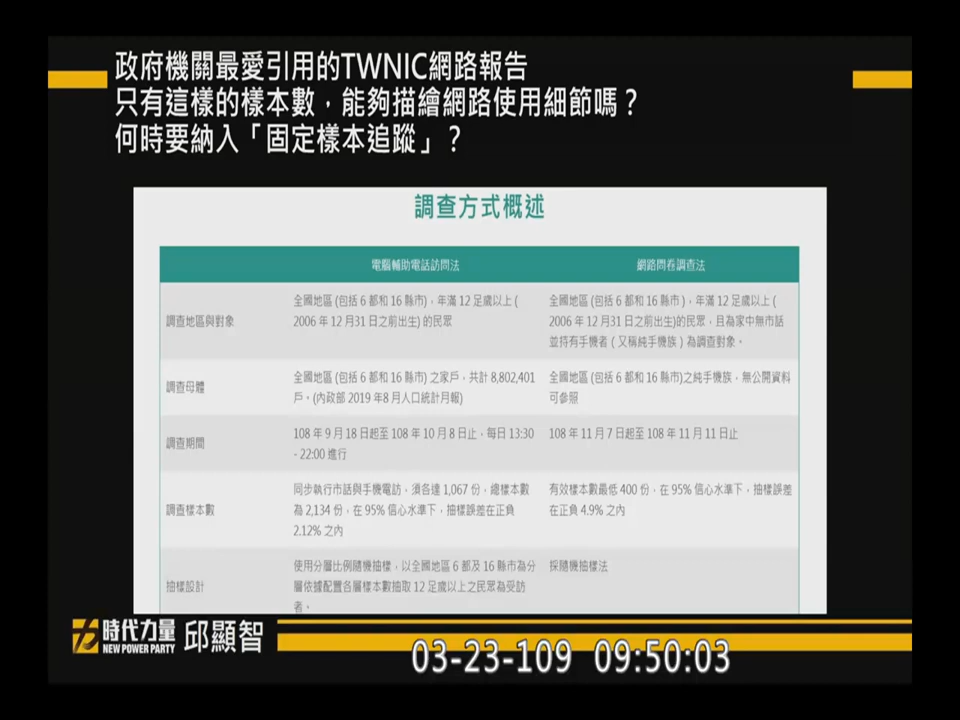 政府機關最愛引用的TWNIC網路報告
只有這樣的樣本數，能夠描繪網路使用細節嗎？
何時要納入「固定樣本追蹤」？
調查方式概述
電腦輔助電話訪問法 網路問卷調查法
調查地區與對象
全國地區 (包括 6 都和 16 縣市)，年滿 12 足歲以上 (
2006 年 12月31 日之前出生) 的民眾
全國地區 (包括 6 都和 16 縣市 )，年滿 12 足歲以上 (
2006 年 12 月 31 日之前出生)的民眾，且為家中無市話
並持有手機者 ( 又稱純手機族 ) 為調查對象。
調查母體
全國地區 (包括 6 都和 16 縣市) 之家戶，共計 8,802,401
戶。(內政部 2019 年8 月人口統計月報)
全國地區 (包括 6 都和 16 縣市)之純手機族，無公開資料
可參照
調查期間
108 年 9 月 18 日起至 108 年 10 月 8 日止，每日 13:30
- 22:00 進行
108 年 11 月 7 日起至 108 年 11 月 11 日止
調查樣本數
同步執行市話與手機電訪，須各達 1,067 份，總樣本數
為 2,134 份，在 95% 信心水準下，抽樣誤差在正負
2.12% 之內
有效樣本數最低 400 份，在 95% 信心水準下，抽樣誤差
在正負 4.9% 之內
抽樣設計
使用分層比例隨機抽樣，以全國地區 6 都及 16 縣市為分
層依據配置各層樣本數抽取 12 足歲以上之民眾為受訪
者。
採隨機抽樣法
時代力量
NEW POWER PARTY
邱顯智
03-23-109 09:50:03